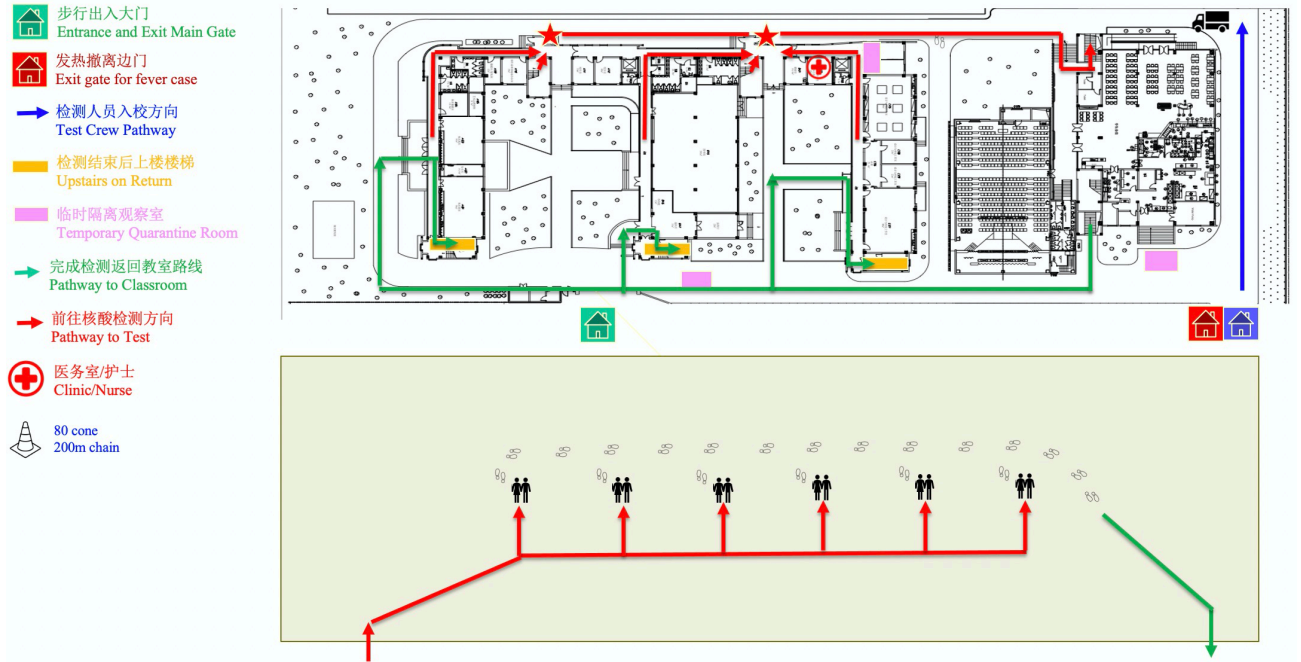 步行出入大门
Entrance and Exit Main Gate
发热撤离边门
Exit gate for fever case
检测人员入校方向
Test Crew Pathway
检测结束后上楼楼梯
Upstairs on Return
临时隔离观察室
Temporary Quarantine Room
完成检测返回教室路线
Pathway to Classroom
前往核酸检测方向
Pathway to Test
医务室/护士
Clinic/Nurse
80 cone
200m chain